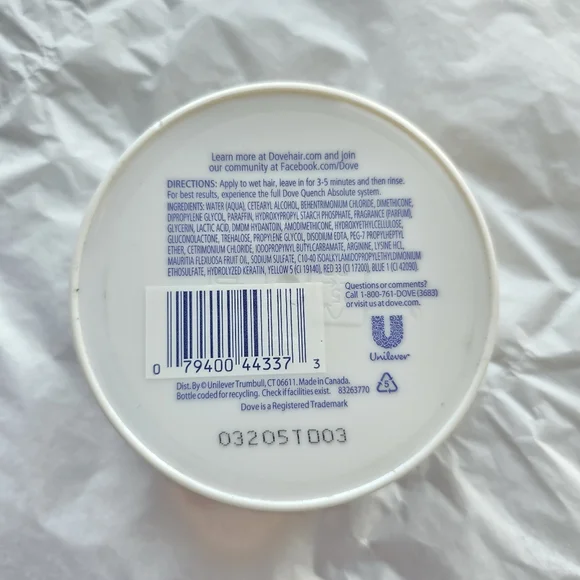 Learn more at Dovehair.com and join
our community at Facebook.com/Dove
DIRECTIONS: Apply to wet hair, leave in for 3-5 minutes and then rinse.
For best results, experience the full Dove Quench Absolute system.
INGREDIENTS: WATER (AQUA), CETEARYL ALCOHOL, BEHENTRIMONIUM CHLORIDE, DIMETHICONE,
DIPROPYLENE GLYCOL, PARAFFIN, HYDROXYPROPYL STARCH PHOSPHATE, FRAGRANCE (PARFUM),
GLYCERIN, LACTIC ACID, DMDM HYDANTOIN, AMODIMETHICONE, HYDROXYETHYLCELLULOSE,
GLUCONOLACTONE, TREHALOSE, PROPYLENE GLYCOL, DISODIUM EDTA, PEG-7 PROPYLHEPTYL
ETHER, CETRIMONIUM CHLORIDE, IODOPROPYNYL BUTYLCARBAMATE, ARGININE, LYSINE HCL,
MAURITIA FLEXUOSA FRUIT OIL, SODIUM SULFATE, C10-40 ISOALKYLAMIDOPROPYLETHYLDIMONIUM
ETHOSULFATE, HYDROLYZED KERATIN, YELLOW 5 (CI 19140), RED 33 (CI 17200), BLUE 1 (CI 42090).
Questions or comments?
Call 1-800-761-DOVE (3683)
or visit us at dove.com.
Unilever
0 79400 44337 3
5
Dist. By © Unilever Trumbull, CT 06611. Made in Canada.
Bottle coded for recycling. Check if facilities exist. 83263770
Dove is a Registered Trademark
03205TD03